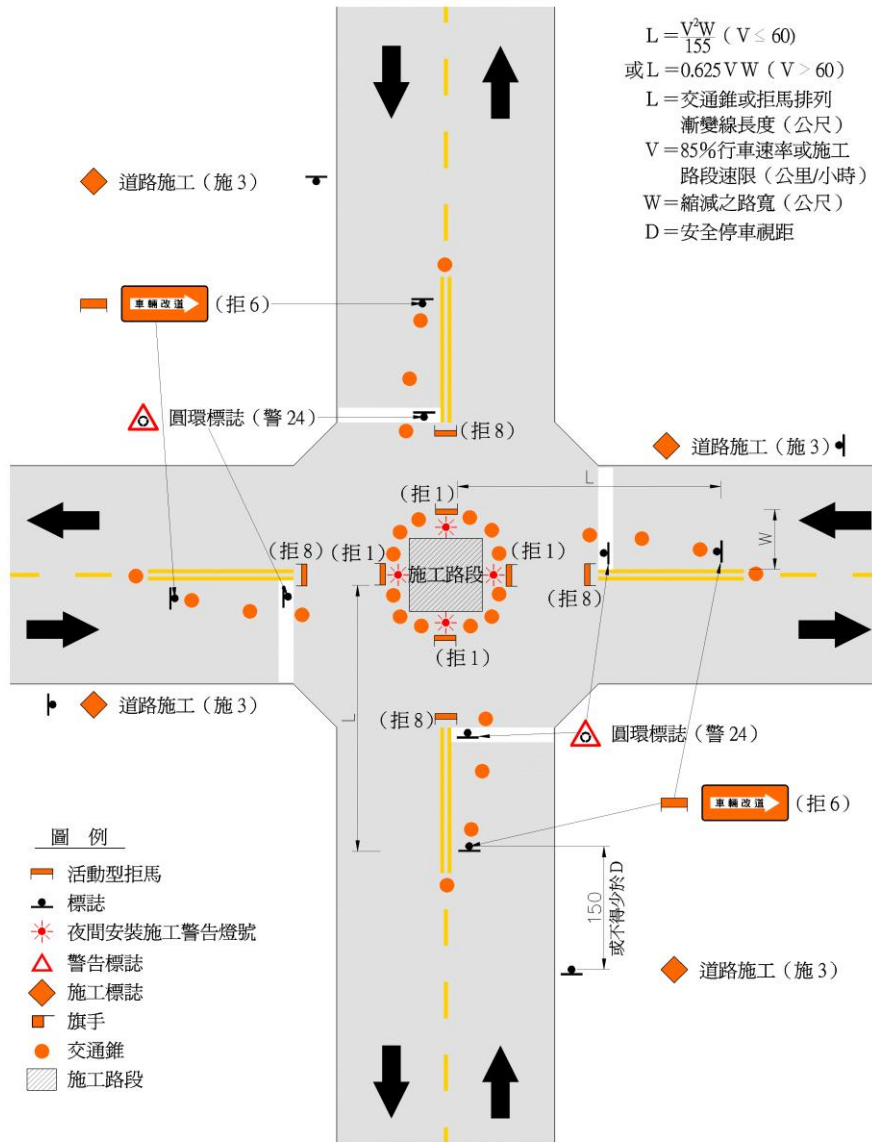 L＝V²W/155（V≤60）
或L＝0.625VW（V＞60）
L＝交通錐或拒馬排列
漸變線長度（公尺）
V＝85%行車速率或施工
路段速限（公里/小時）
W＝縮減之路寬（公尺）
D＝安全停車視距
道路施工（施3）
車輛改道
（拒6）
圓環標誌（警24）
（拒8）
道路施工（施3）
L
（拒1）
W
（拒8）
（拒1）
施工路段
（拒1）
（拒8）
（拒1）
道路施工（施3）
L
（拒8）
圓環標誌（警24）
車輛改道
（拒6）
150
或不得少於D
道路施工（施3）
圖例
活動型拒馬
標誌
夜間安裝施工警告燈號
警告標誌
施工標誌
旗手
交通錐
施工路段